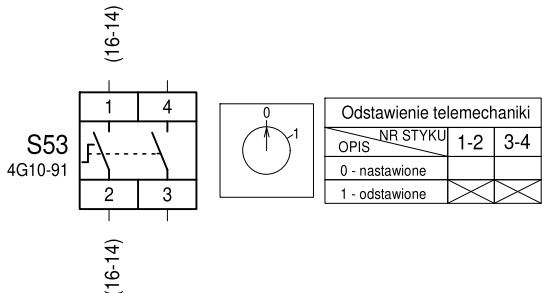 (16-14)
1 4
S53
4G10-91
2 3
(16-14)
0
1
Odstawienie telemechaniki
NR STYKU
OPIS
1-2 3-4
0 - nastawione
1 - odstawione